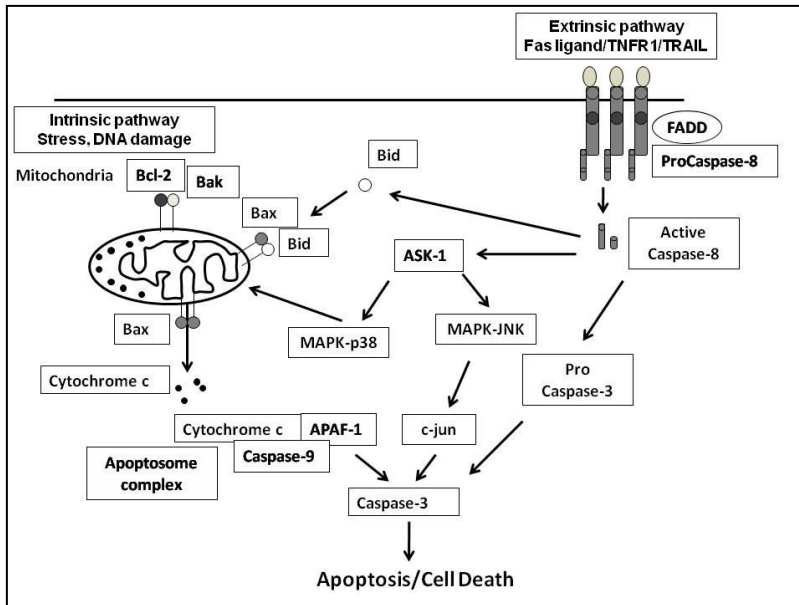 Extrinsic pathway
Fas ligand/TNFR1/TRAIL
Intrinsic pathway
Stress, DNA damage
FADD
ProCaspase-8
Mitochondria
Bcl-2
Bak
Bid
Bax
Bid
ASK-1
Active
Caspase-8
Bax
MAPK-p38
MAPK-JNK
Pro
Caspase-3
Cytochrome c
Cytochrome c
APAF-1
Caspase-9
c-jun
Apoptosome
complex
Caspase-3
Apoptosis/Cell Death